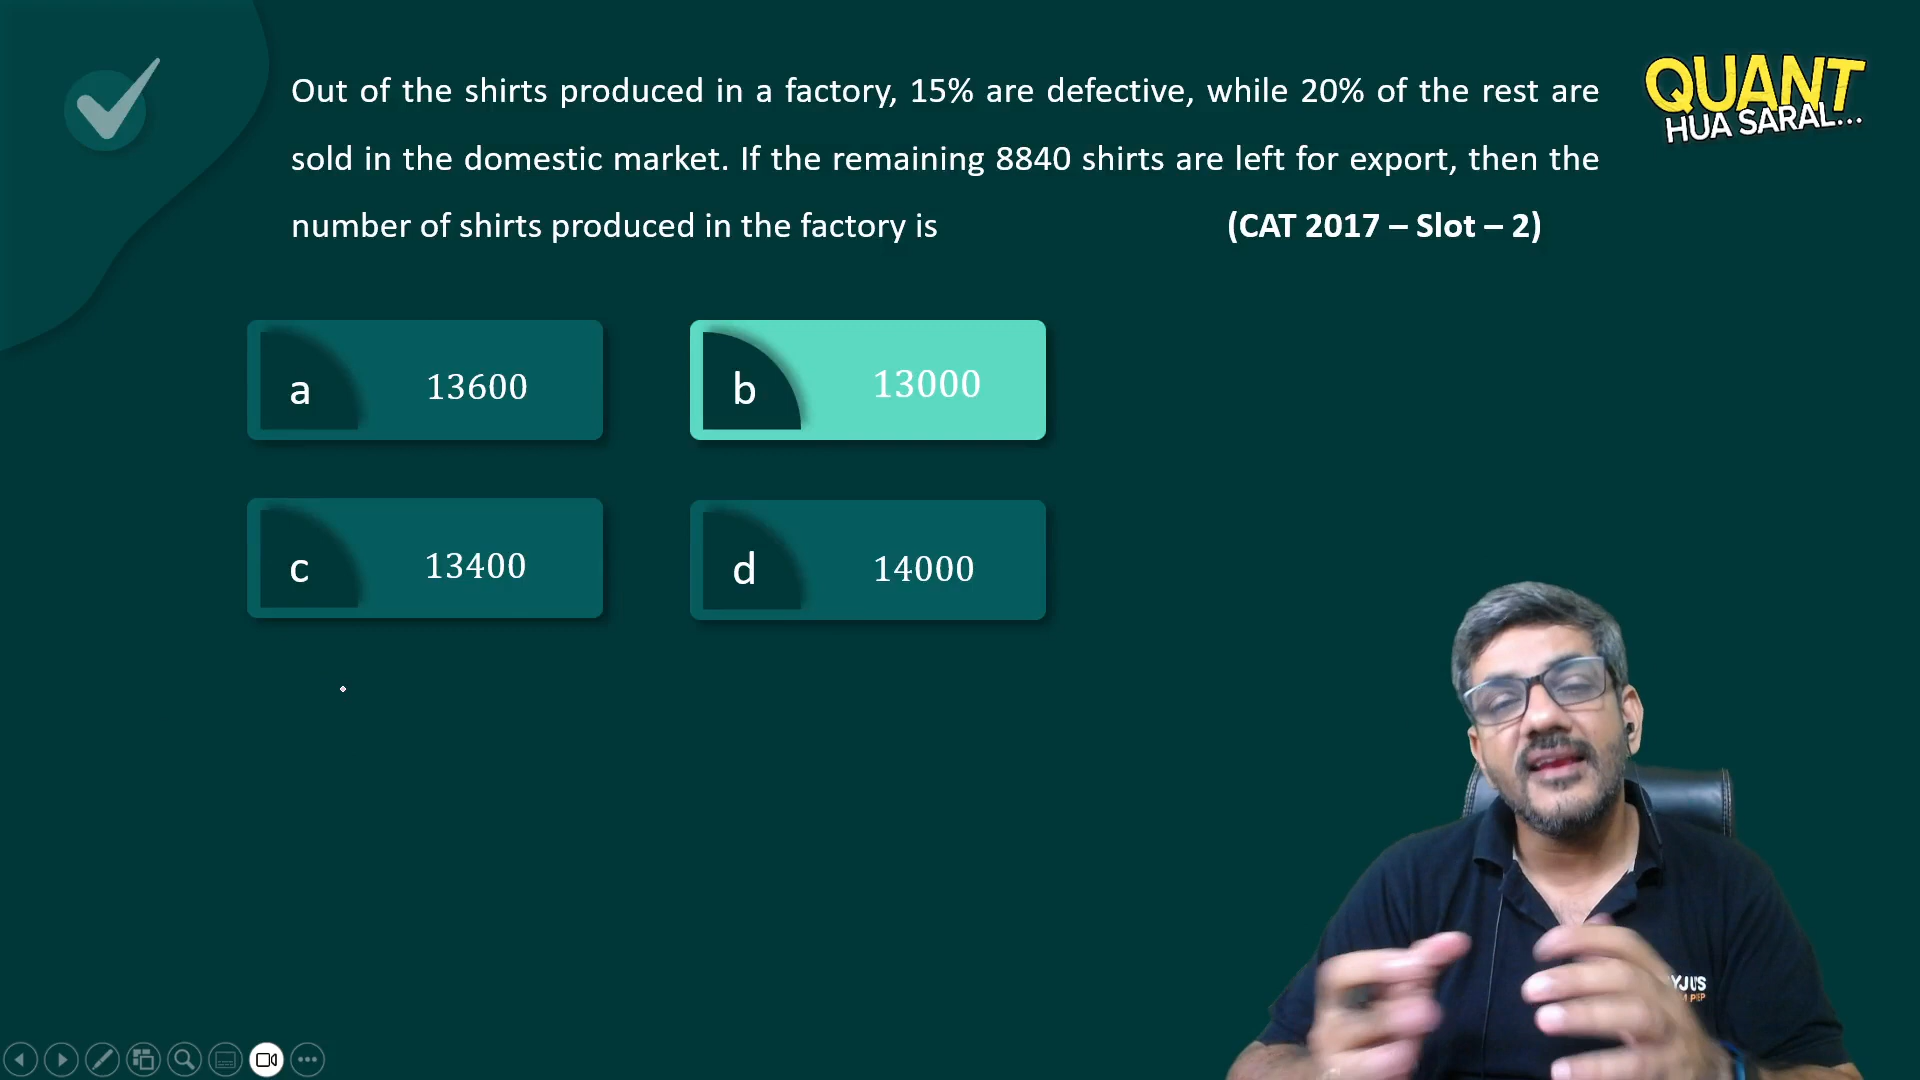 Out of the shirts produced in a factory, 15% are defective, while 20% of the rest are
sold in the domestic market. If the remaining 8840 shirts are left for export, then the
number of shirts produced in the factory is (CAT 2017 – Slot – 2)
QUANT
HUA SARAL...
a 13600
b 13000
c 13400
d 14000
YJU'S